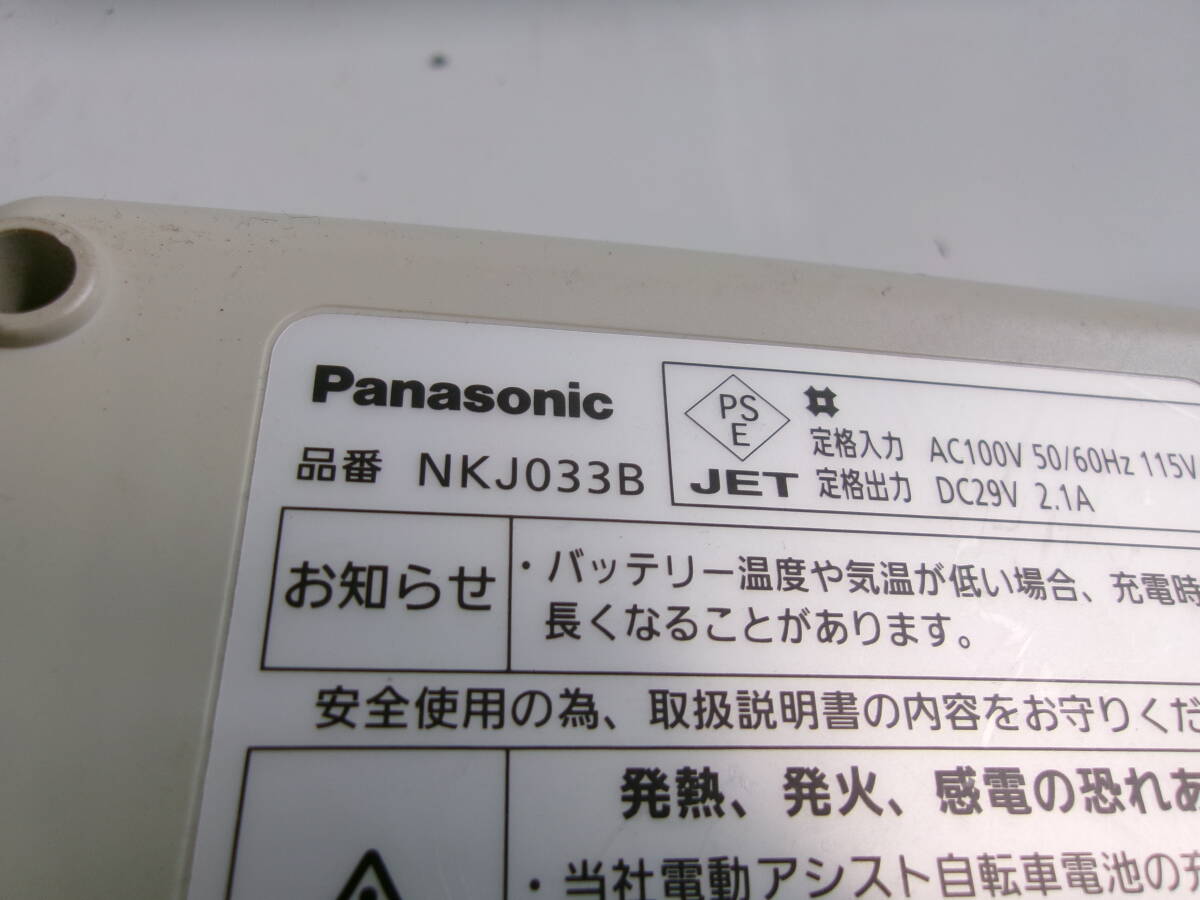 Panasonic
品番 NKJ033B
PS
E
JET
定格入力 AC100V 50/60Hz 115V
定格出力 DC29V 2.1A
お知らせ
・バッテリー温度や気温が低い場合、充電時
長くなることがあります。
安全使用の為、取扱説明書の内容をお守りくだ
発熱、発火、感電の恐れあ
・当社電動アシスト自転車電池の充